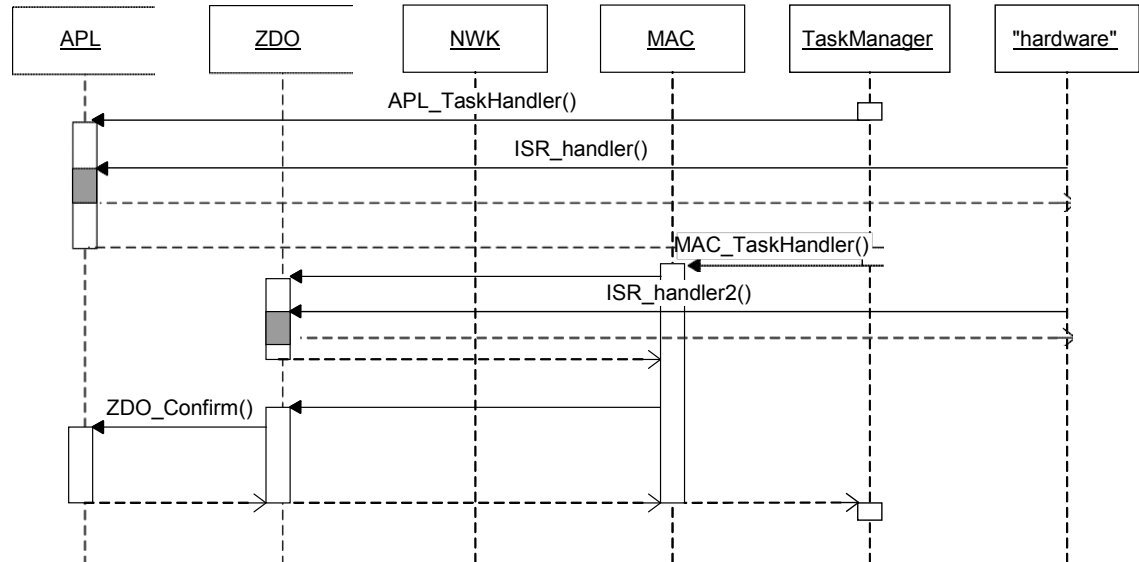 APL
ZDO
NWK
MAC
TaskManager
"hardware"
APL_TaskHandler()
ISR_handler()
MAC_TaskHandler()
ISR_handler2()
ZDO_Confirm()